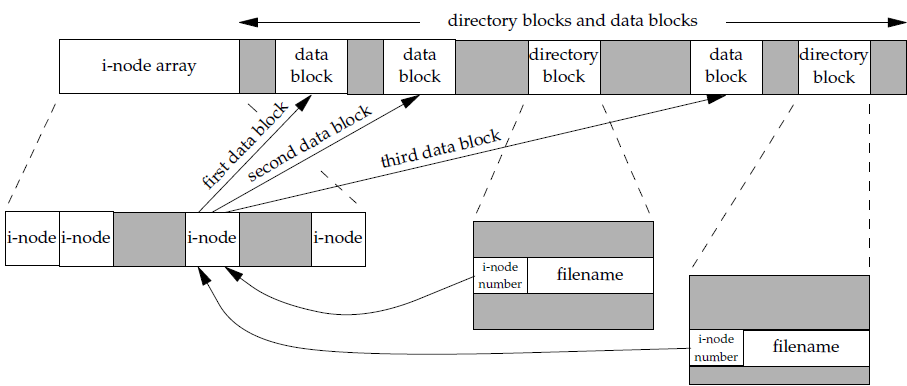 directory blocks and data blocks
i-node array
data
block
data
block
directory
block
data
block
directory
block
first data block
second data block
third data block
i-node
i-node
i-node
i-node
i-node
number
filename
i-node
number
filename